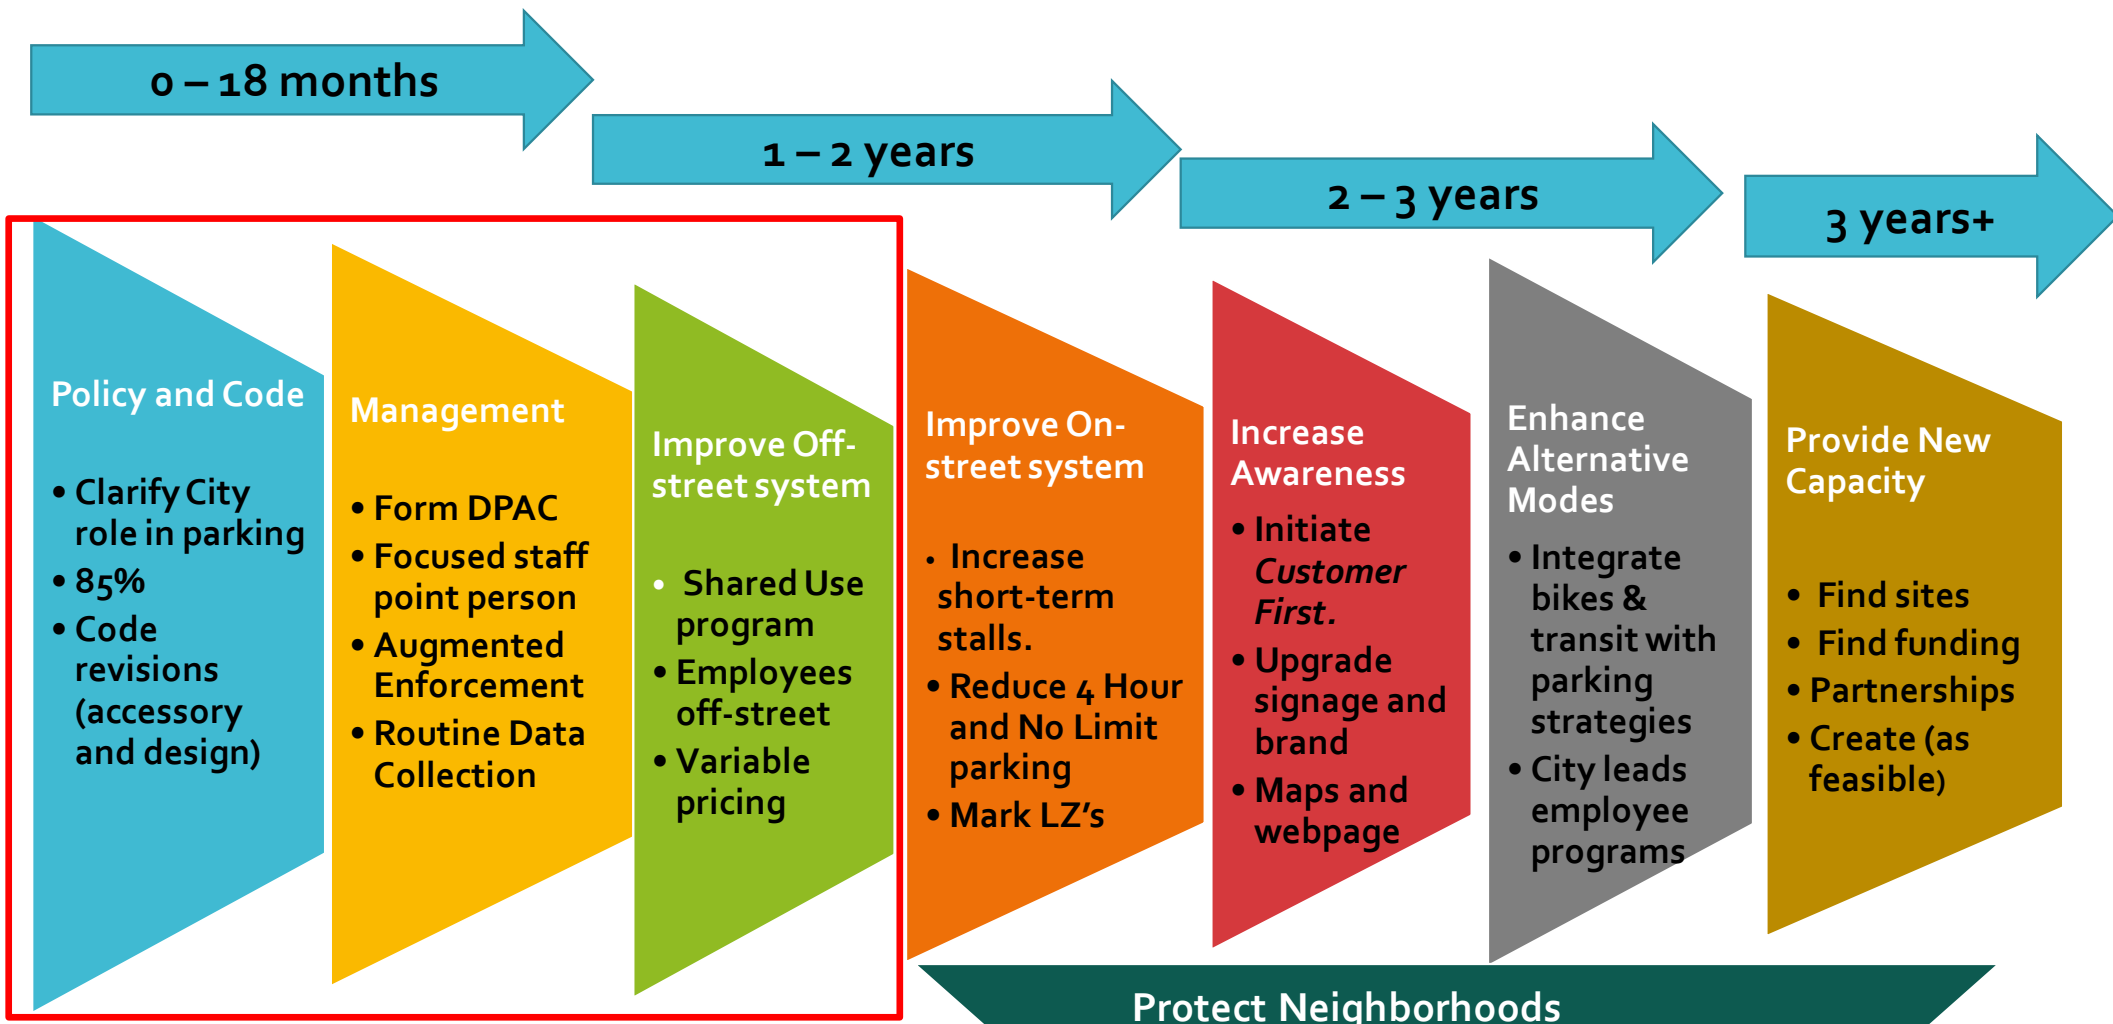 0 – 18 months
1 – 2 years
2 – 3 years
3 years+
Policy and Code
• Clarify City
role in parking
• 85%
• Code
revisions
(accessory
and design)
Management
• Form DPAC
• Focused staff
point person
• Augmented
Enforcement
• Routine Data
Collection
Improve Off-
street system
• Shared Use
program
• Employees
off-street
• Variable
pricing
Improve On-
street system
• Increase
short-term
stalls.
• Reduce 4 Hour
and No Limit
parking
• Mark LZ’s
Increase
Awareness
• Initiate
Customer
First.
• Upgrade
signage and
brand
• Maps and
webpage
Enhance
Alternative
Modes
• Integrate
bikes &
transit with
parking
strategies
• City leads
employee
programs
Provide New
Capacity
• Find sites
• Find funding
• Partnerships
• Create (as
feasible)
Protect Neighborhoods